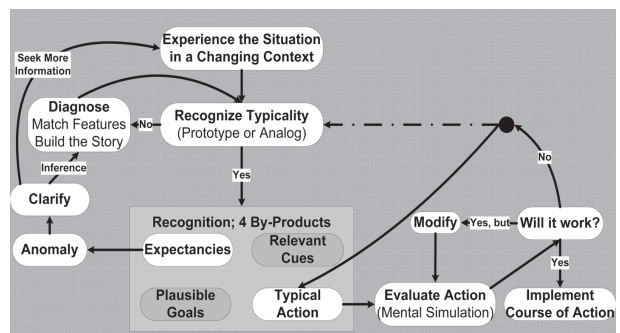 Experience the Situation
in a Changing Context
Seek More
Information
Diagnose
Match Features
Build the Story
No
Recognize Typicality
(Prototype or Analog)
Inference
Yes
No
Clarify
Recognition; 4 By-Products
Anomaly
Expectancies
Relevant
Cues
Modify
Yes, but
Will it work?
Yes
Plausible
Goals
Typical
Action
Evaluate Action
(Mental Simulation)
Implement
Course of Action